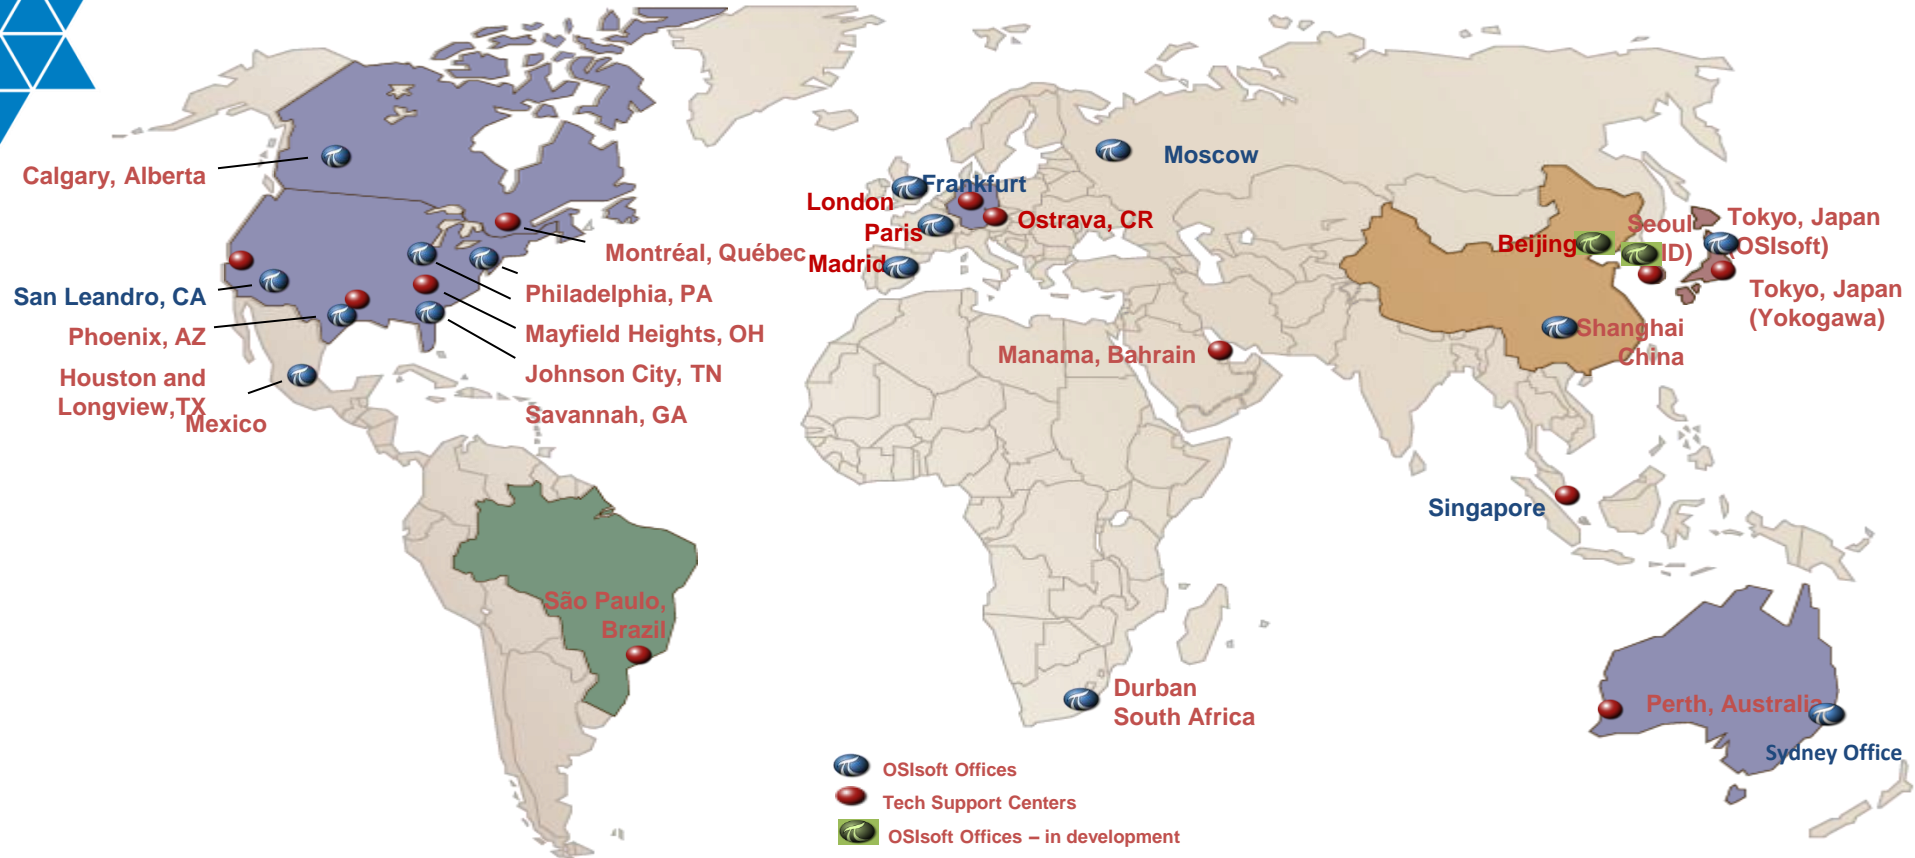 Calgary, Alberta
San Leandro, CA
Phoenix, AZ
Houston and
Longview,TX
Mexico
Montréal, Québec
Philadelphia, PA
Mayfield Heights, OH
Johnson City, TN
Savannah, GA
São Paulo,
Brazil
Moscow
Frankfurt
London
Paris
Madrid
Ostrava, CR
Manama, Bahrain
Durban
South Africa
Beijing
Seoul
ID)
Tokyo, Japan
(OSIsoft)
Tokyo, Japan
(Yokogawa)
Shanghai
China
Singapore
Perth, Australia
Sydney Office
OSIsoft Offices
Tech Support Centers
OSIsoft Offices – in development